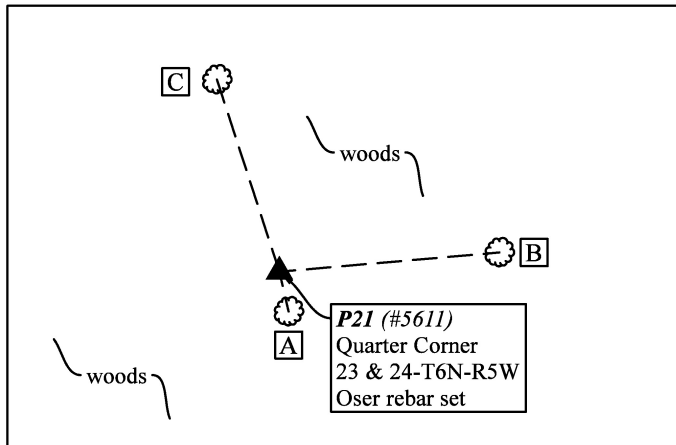 C
woods
B
P21 (#5611)
Quarter Corner
23 & 24-T6N-R5W
Oser rebar set
A
woods